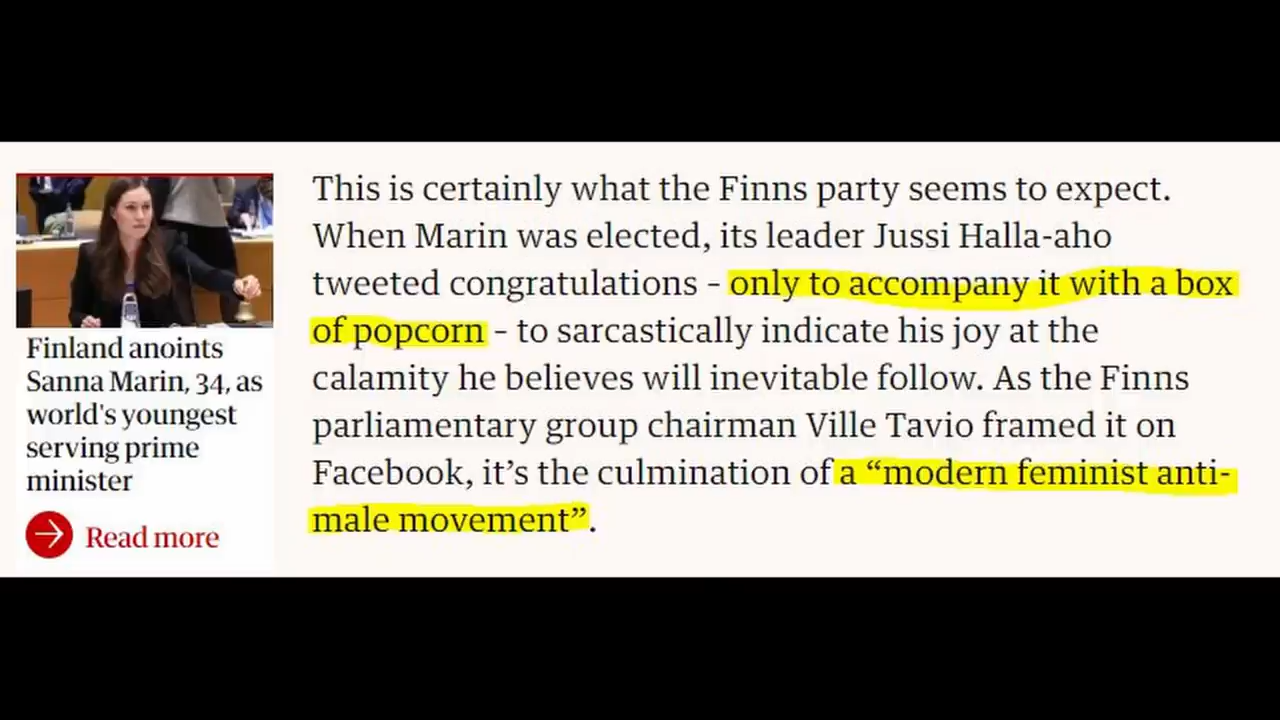 This is certainly what the Finns party seems to expect.
When Marin was elected, its leader Jussi Halla-aho
tweeted congratulations – only to accompany it with a box
of popcorn – to sarcastically indicate his joy at the
calamity he believes will inevitable follow. As the Finns
parliamentary group chairman Ville Tavio framed it on
Facebook, it’s the culmination of a “modern feminist anti-
male movement”.
Finland anoints
Sanna Marin, 34, as
world's youngest
serving prime
minister
Read more